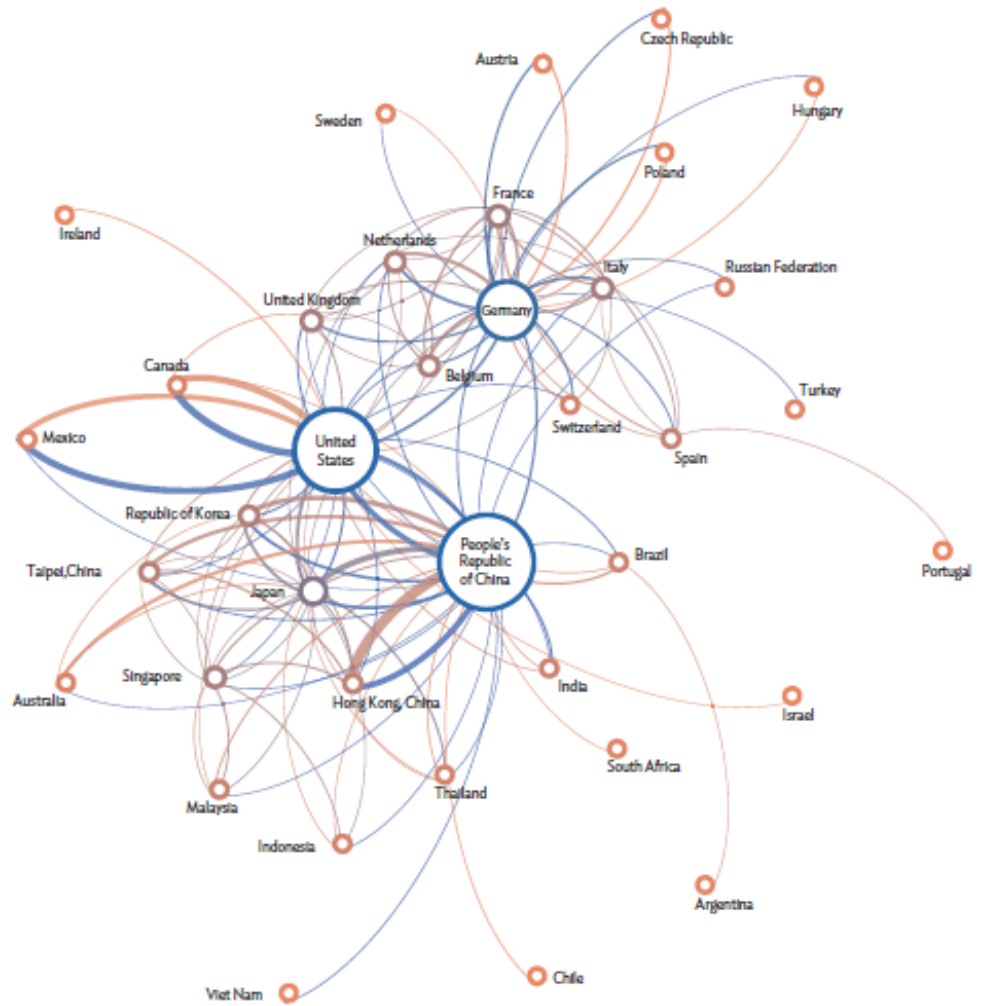 Czech Republic
Austria
Hungary
Sweden
Poland
France
Ireland
Netherlands
Italy
Russian Federation
United Kingdom
Germany
Canada
Belgium
Turkey
Switzerland
Mexico
United
States
Spain
Republic of Korea
People's
Republic
of China
Brazil
Taipei,China
Portugal
Japan
Singapore
India
Australia
Hong Kong, China
Israel
South Africa
Thailand
Malaysia
Indonesia
Argentina
Chile
Viet Nam